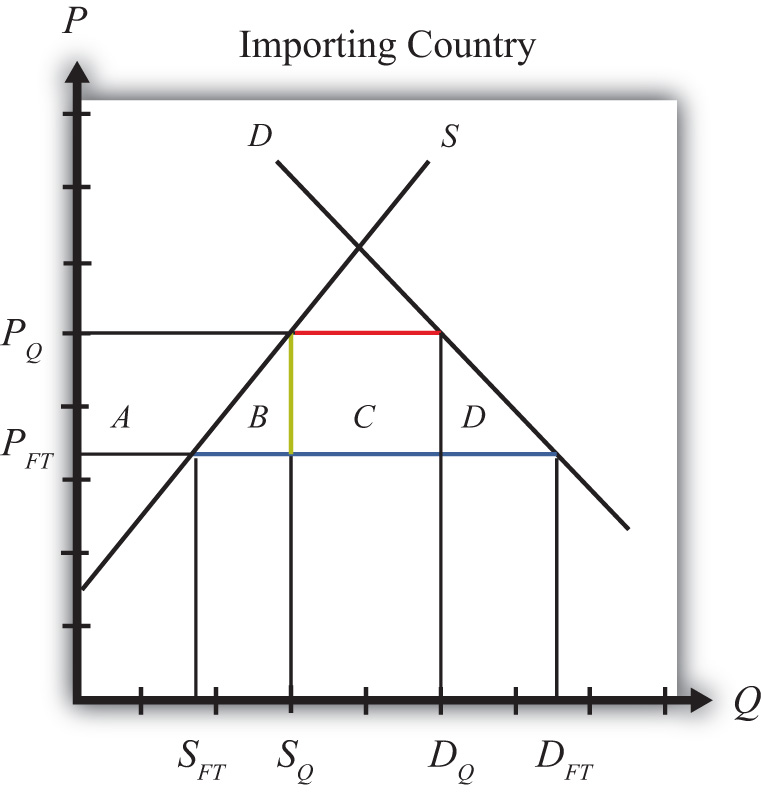 P
Importing Country
D S
P_Q
A B C D
P_FT
Q
S_FT S_Q D_Q D_FT